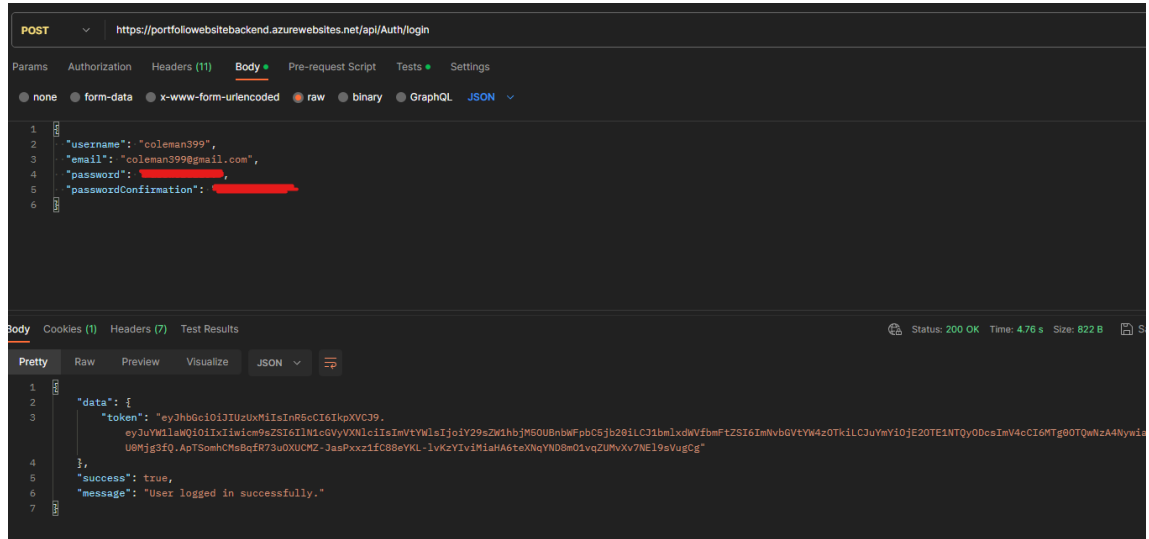 POST https://portfoliowebsitebackend.azurewebsites.net/api/Auth/login
Params Authorization Headers (11) Body Pre-request Script Tests Settings
none form-data x-www-form-urlencoded raw binary GraphQL JSON
1 {
2 "username": "coleman399",
3 "email": "coleman399@gmail.com",
4 "password": ,
5 "passwordConfirmation":
6 }
Body Cookies (1) Headers (7) Test Results Status: 200 OK Time: 4.76 s Size: 822 B
Pretty Raw Preview Visualize JSON
1 {
2 "data": {
3 "token": "eyJhbGciOiJIUzUxMiIsInR5cCI6IkpXVCJ9.
4 },
5 "success": true,
6 "message": "User logged in successfully."
7 }